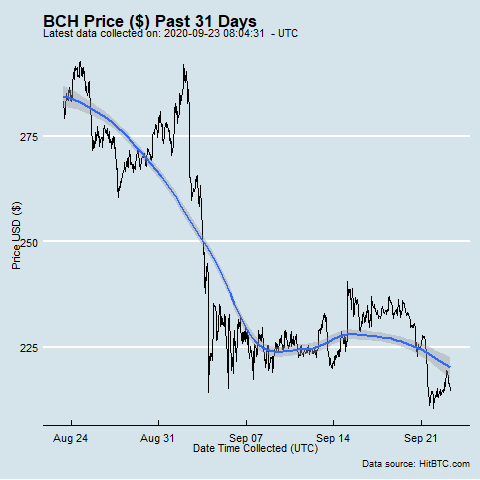 BCH Price ($) Past 31 Days
Latest data collected on: 2020-09-23 08:04:31 - UTC
275
250
225
Price USD ($)
Aug 24 Aug 31 Sep 07 Sep 14 Sep 21
Date Time Collected (UTC)
Data source: HitBTC.com